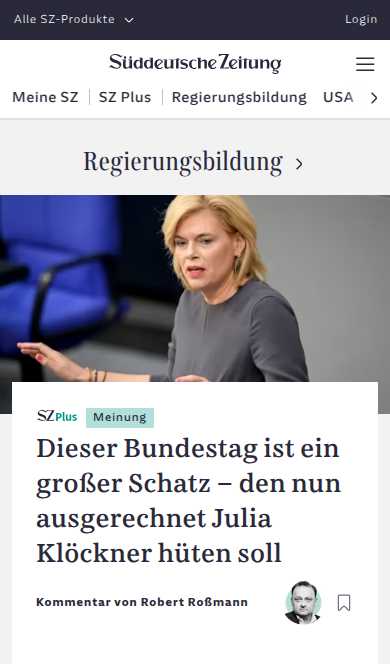 Alle SZ-Produkte Login
Süddeutsche Zeitung
Meine SZ SZ Plus Regierungsbildung USA
Regierungsbildung
SZ Plus Meinung
Dieser Bundestag ist ein
großer Schatz – den nun
ausgerechnet Julia
Klöckner hüten soll
Kommentar von Robert Roßmann